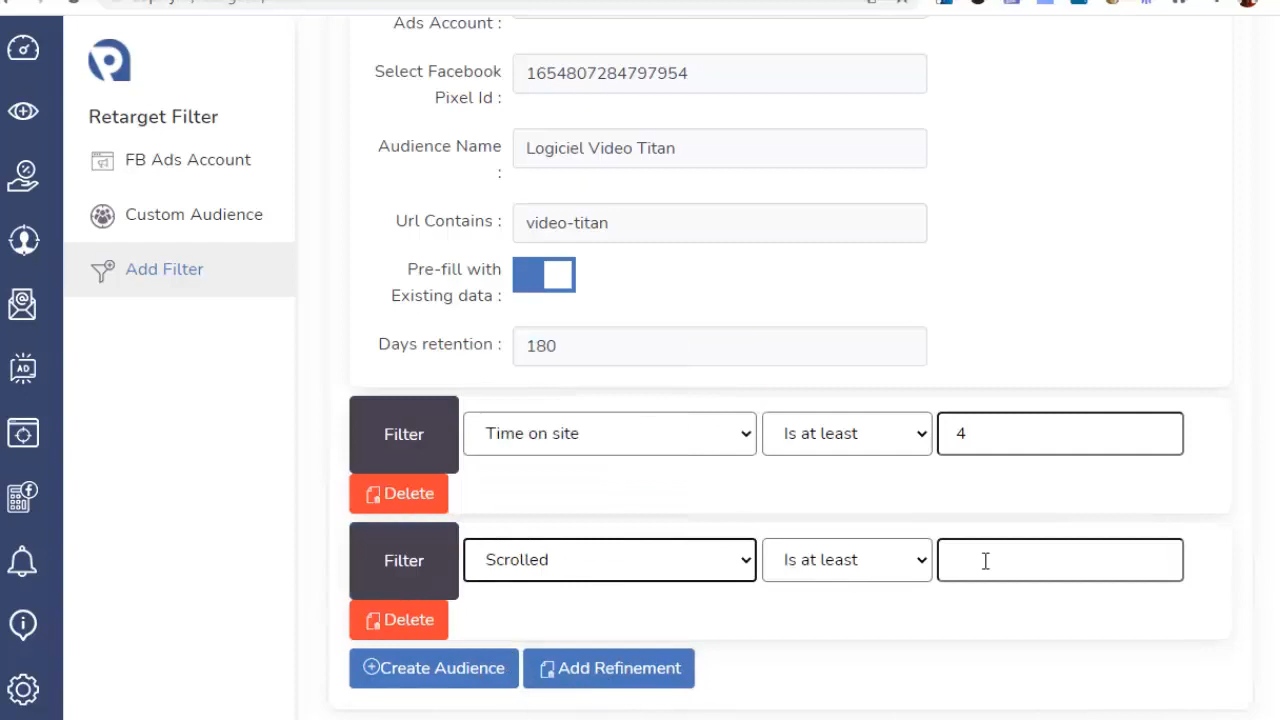 Ads Account :
Select Facebook
Pixel Id :
1654807284797954
Retarget Filter
FB Ads Account
Custom Audience
Add Filter
Audience Name
:
Logiciel Video Titan
Url Contains :
video-titan
Pre-fill with
Existing data :
Days retention :
180
Filter
Time on site
Is at least
4
Delete
Filter
Scrolled
Is at least
Delete
Create Audience
Add Refinement